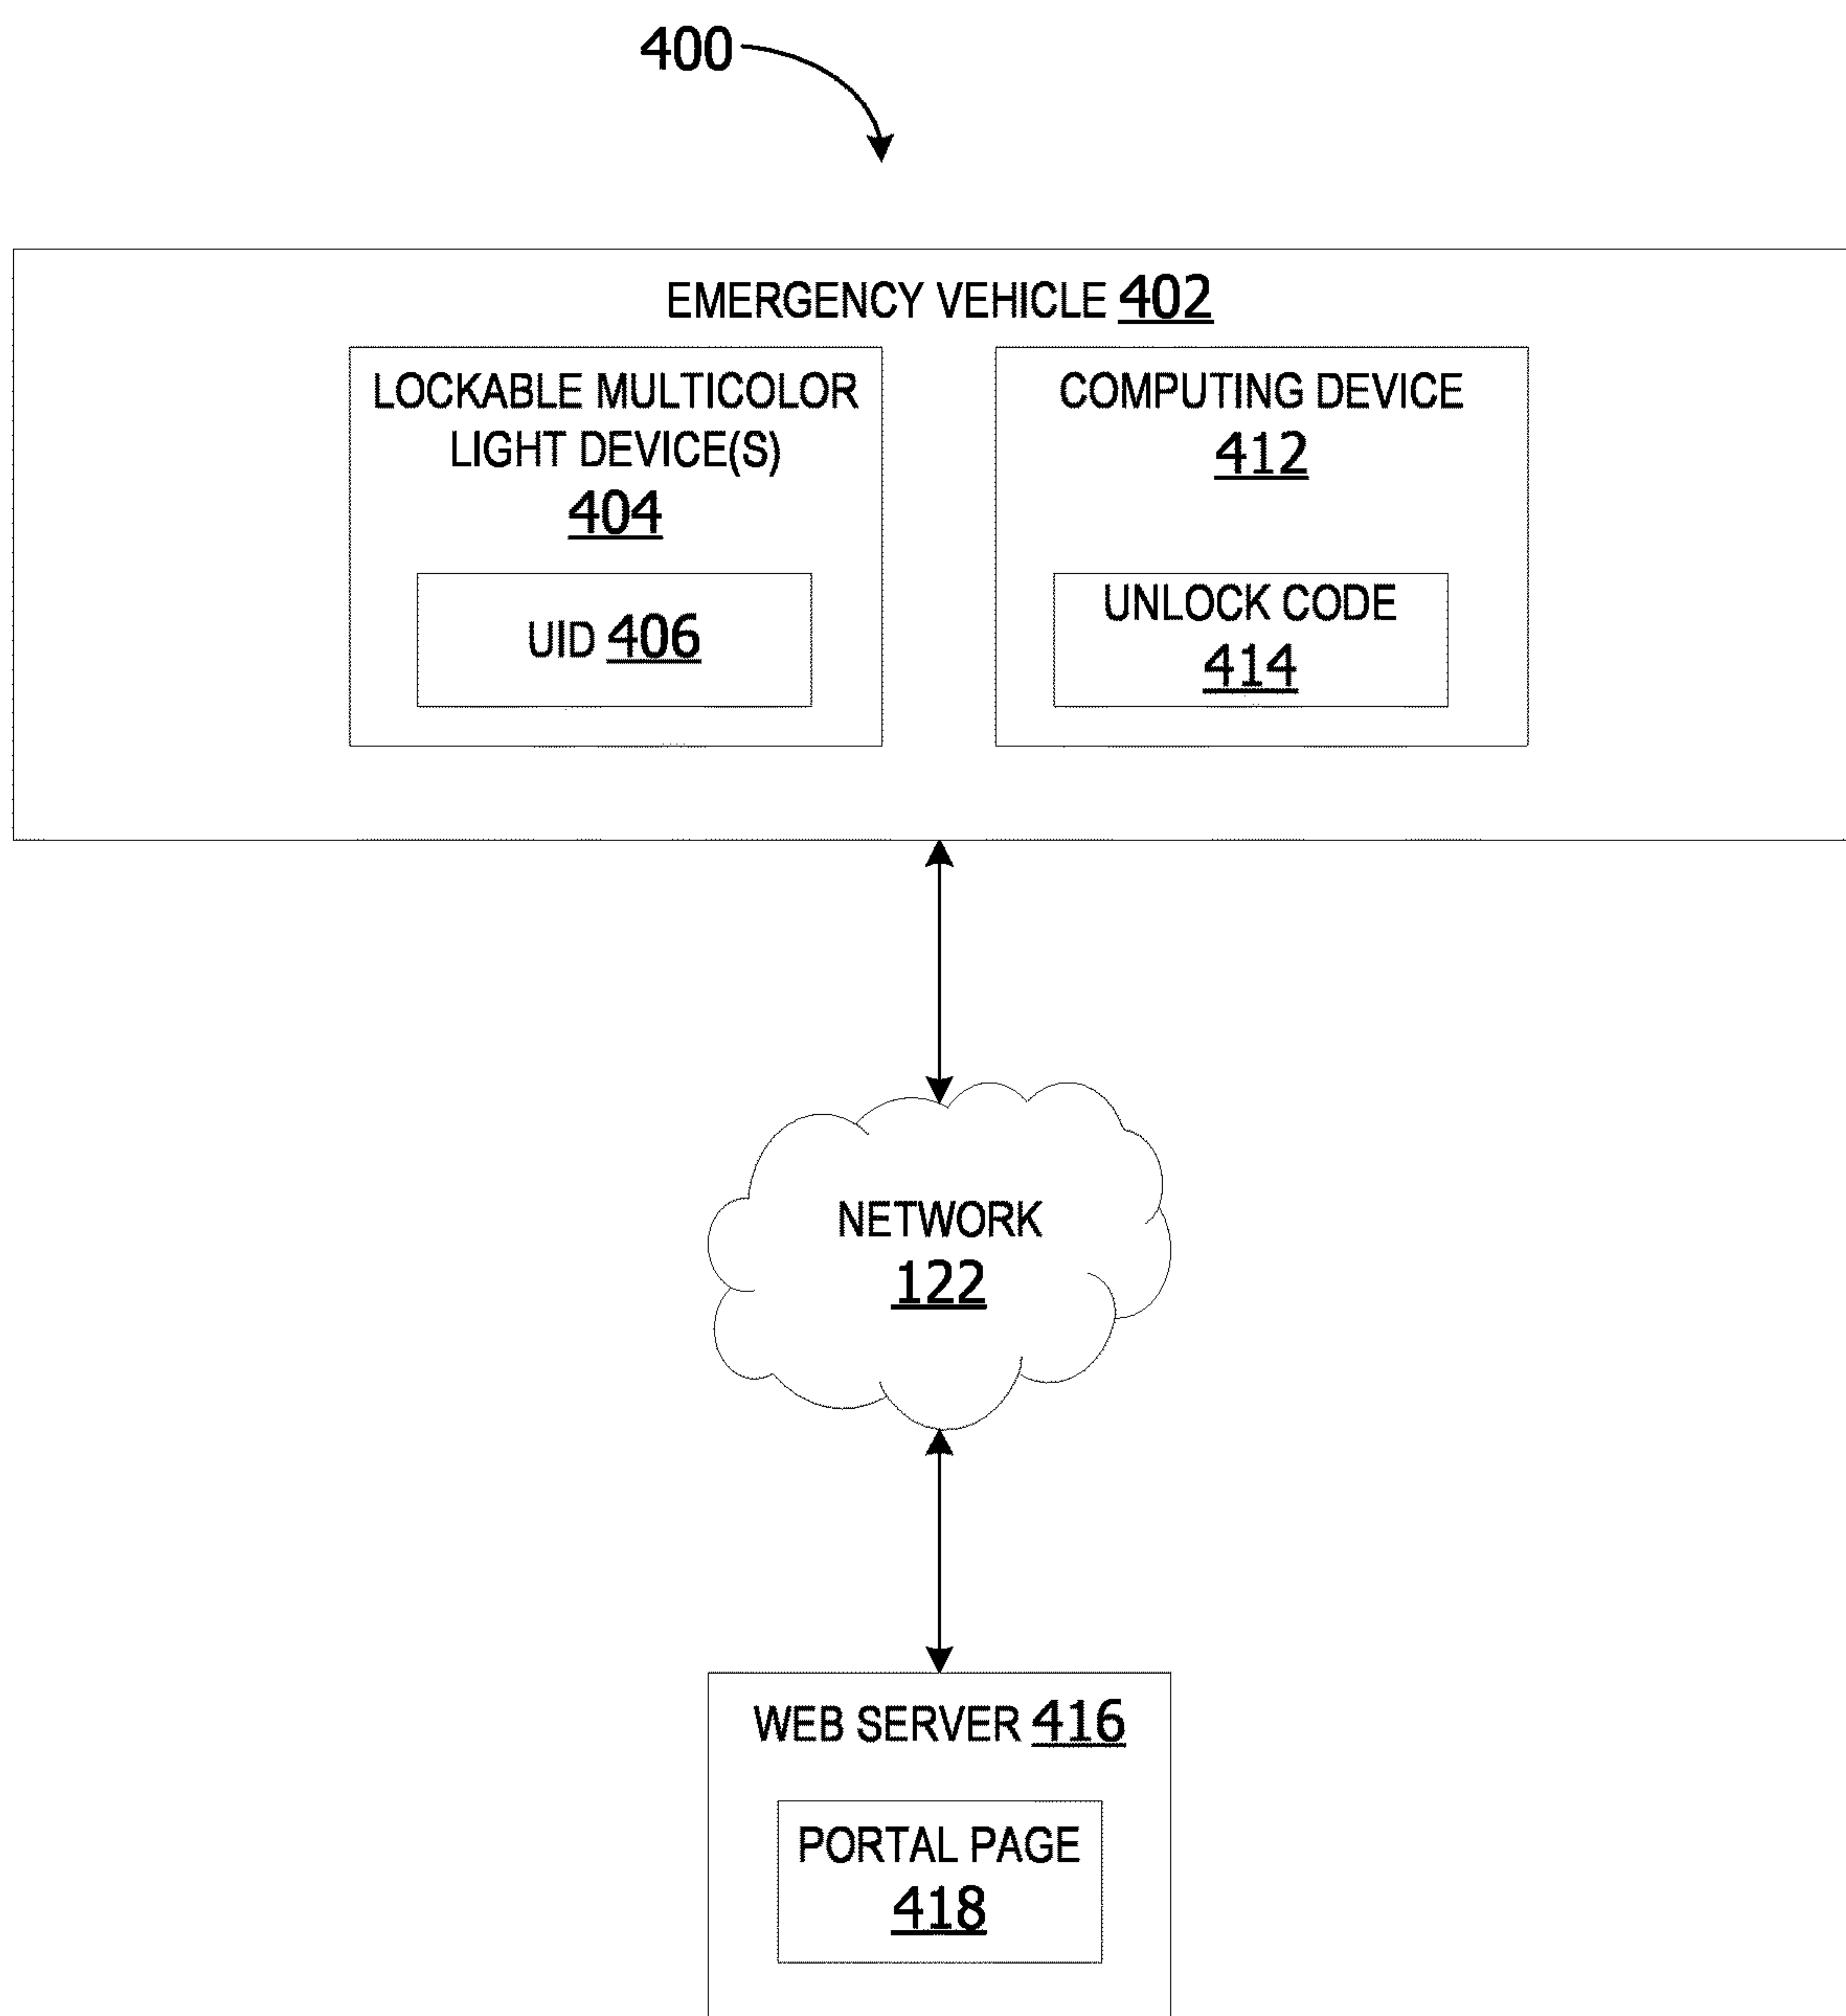 400
EMERGENCY VEHICLE 402
LOCKABLE MULTICOLOR
LIGHT DEVICE(S)
404
UID 406
COMPUTING DEVICE
412
UNLOCK CODE
414
NETWORK
122
WEB SERVER 416
PORTAL PAGE
418